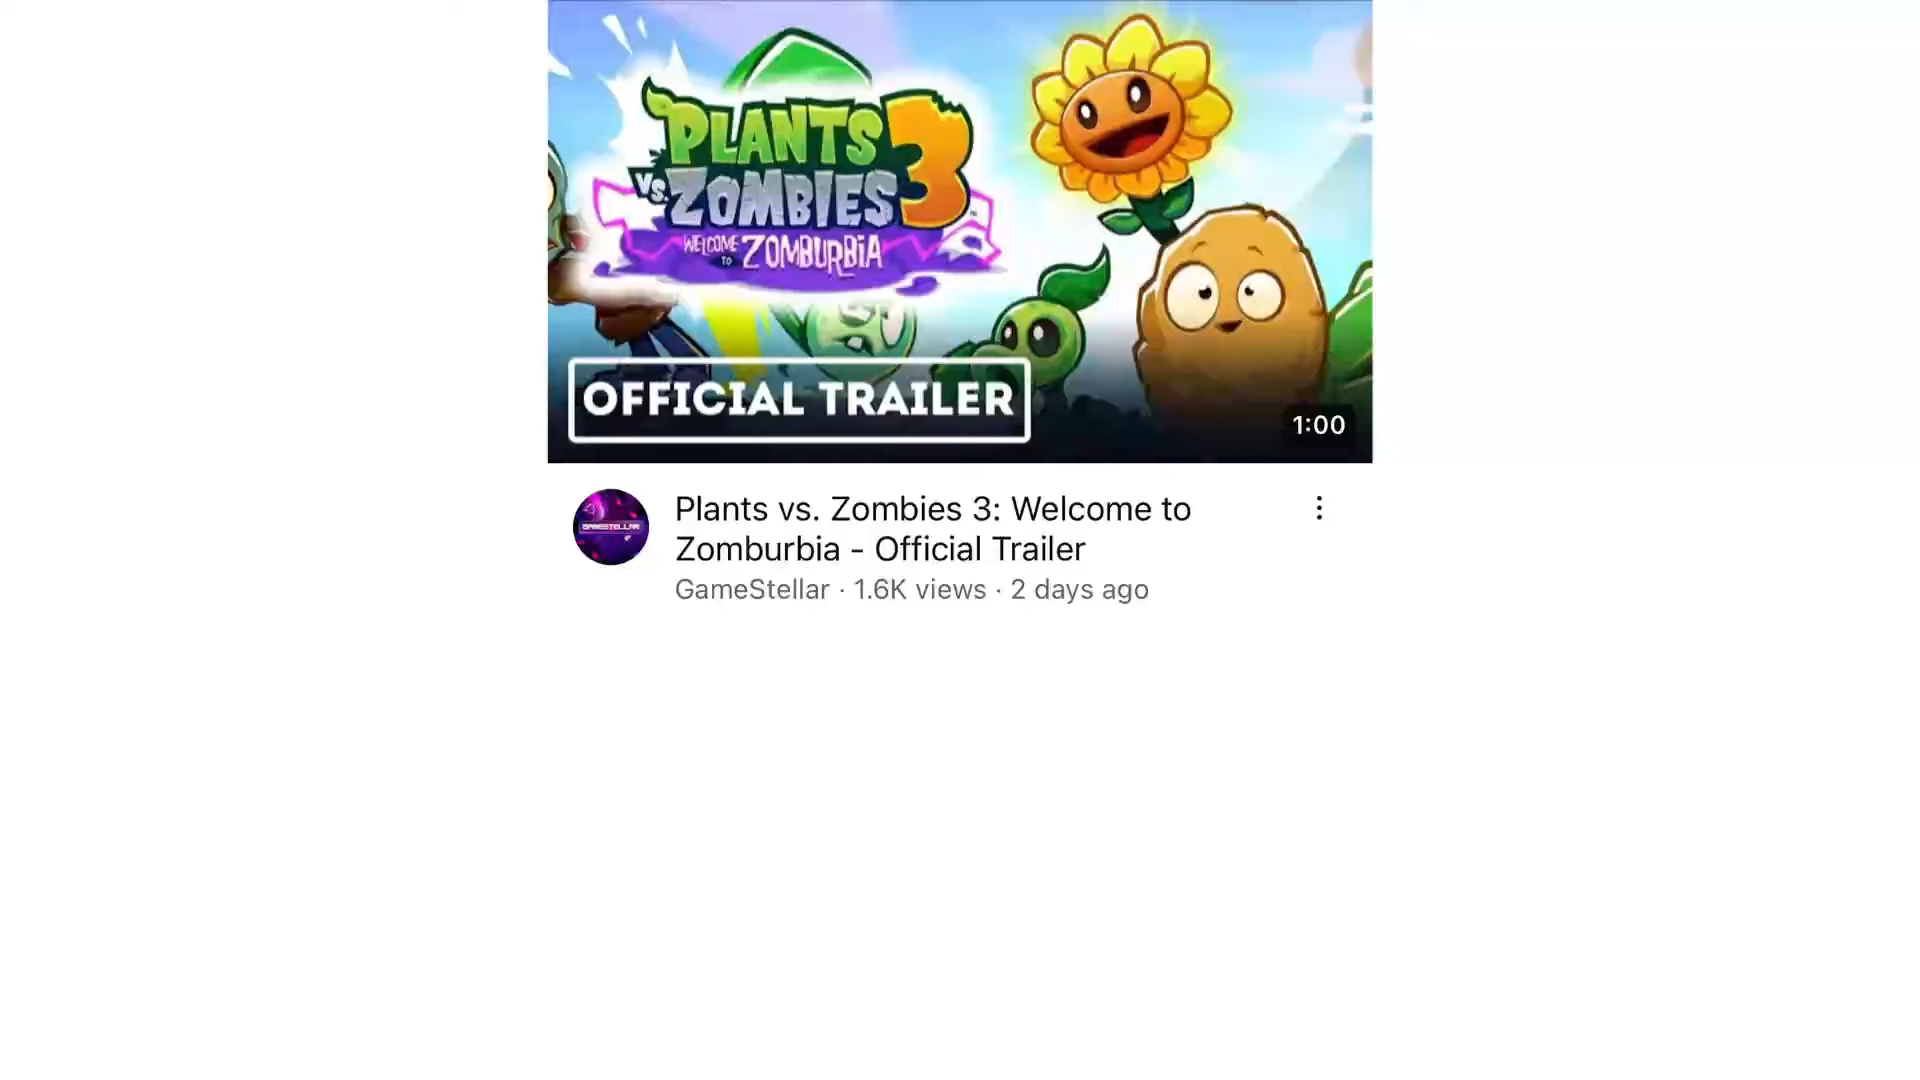 PLANTS
VS. ZOMBIES 3
WELCOME
TO ZOMBURBIA
OFFICIAL TRAILER
1:00
GAMESTELLAR
Plants vs. Zombies 3: Welcome to
Zomburbia - Official Trailer
GameStellar · 1.6K views · 2 days ago